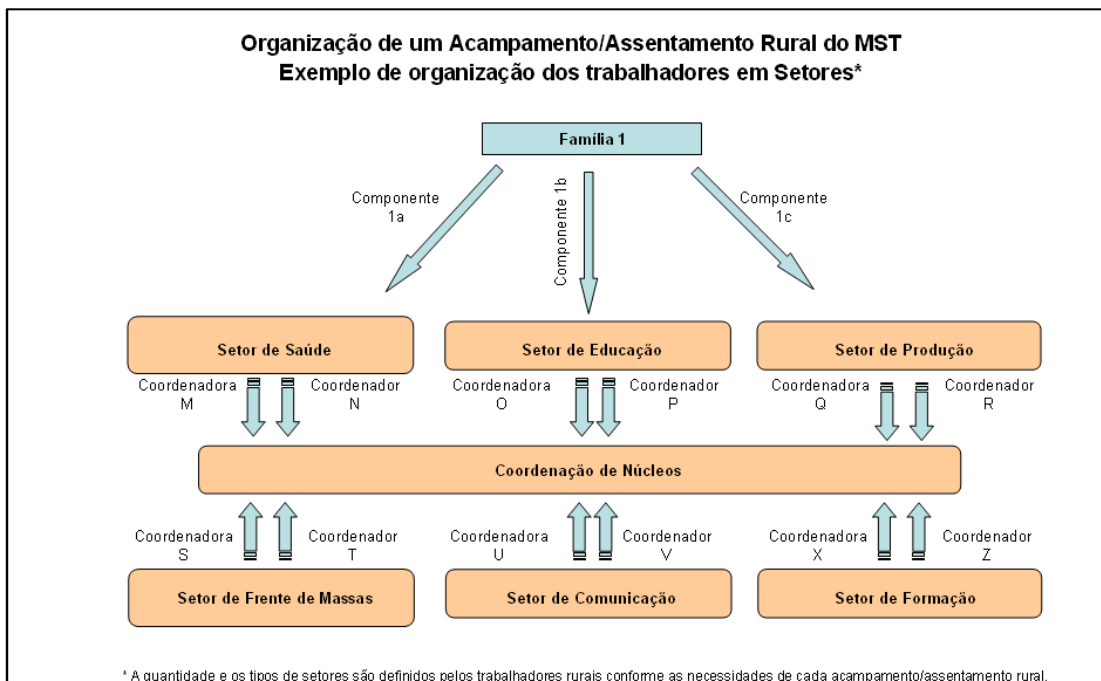 Organização de um Acampamento/Assentamento Rural do MST
Exemplo de organização dos trabalhadores em Setores*
Família 1
Componente
1a
Componente 1b
Componente
1c
Setor de Saúde
Setor de Educação
Setor de Produção
Coordenadora
M
Coordenador
N
Coordenadora
O
Coordenador
P
Coordenadora
Q
Coordenador
R
Coordenação de Núcleos
Coordenadora
S
Coordenador
T
Coordenadora
U
Coordenador
V
Coordenadora
X
Coordenador
Z
Setor de Frente de Massas
Setor de Comunicação
Setor de Formação
* A quantidade e os tipos de setores são definidos pelos trabalhadores rurais conforme as necessidades de cada acampamento/assentamento rural.